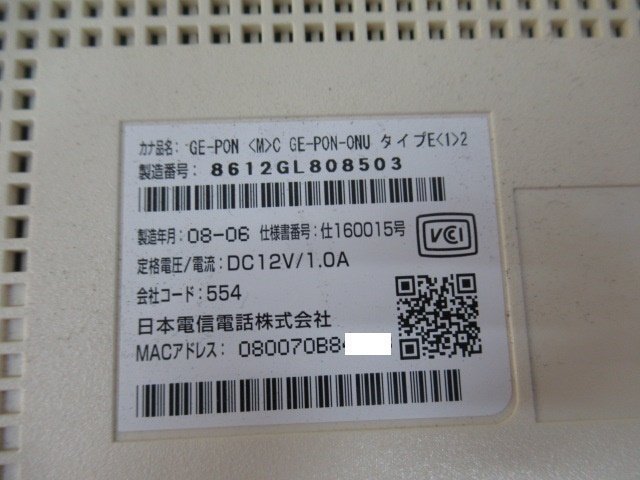 カナ品名: GE-PON <M>C GE-PON-ONU タイプE<1>2
製造番号: 8612GL808503
製造年月: 08-06 仕様書番号: 仕160015号
VCCI
定格電圧/電流: DC12V/1.0A
会社コード: 554
日本電信電話株式会社
MACアドレス: 080070B8